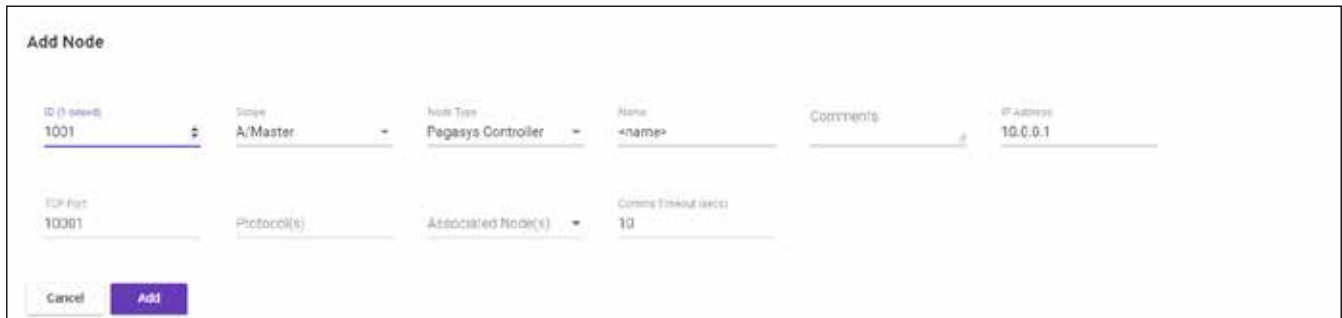 Add Node
ID (1-based) Scope Node Type Name Comments IP Address
1001 A/Master Pegasys Controller <name> 10.0.0.1
TCP Port Protocol(s) Associated Node(s) Comms Timeout (secs)
10001 10
Cancel Add